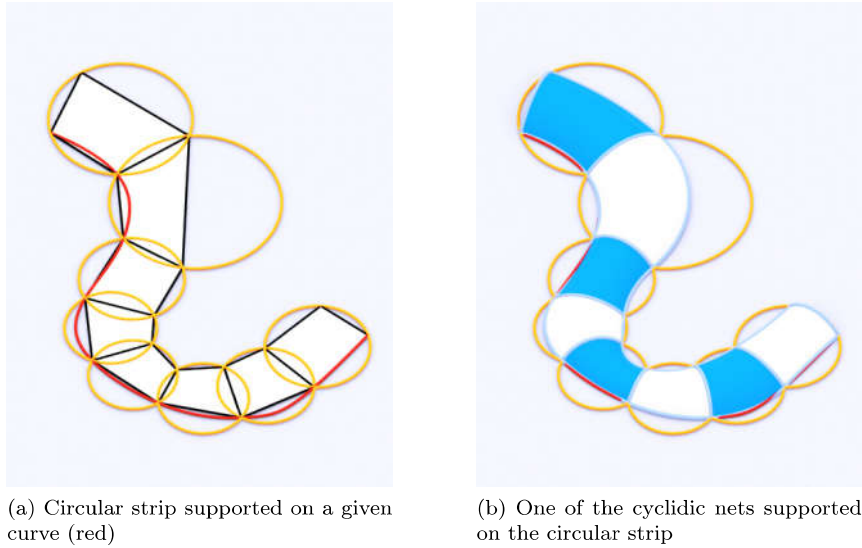 (a) Circular strip supported on a given
curve (red)
(b) One of the cyclidic nets supported
on the circular strip